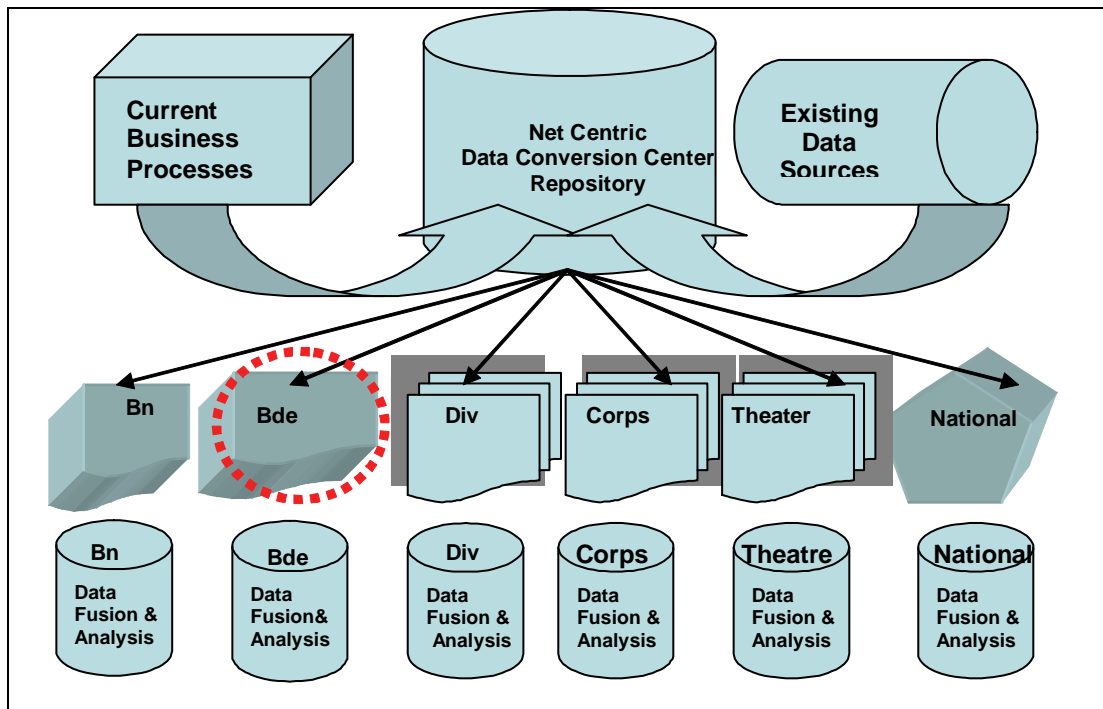 Current
Business
Processes
Net Centric
Data Conversion Center
Repository
Existing
Data
Sources
Bn
Bde
Div
Corps
Theater
National
Bn
Data
Fusion &
Analysis
Bde
Data
Fusion&
Analysis
Div
Data
Fusion &
Analysis
Corps
Data
Fusion &
Analysis
Theatre
Data
Fusion &
Analysis
National
Data
Fusion &
Analysis